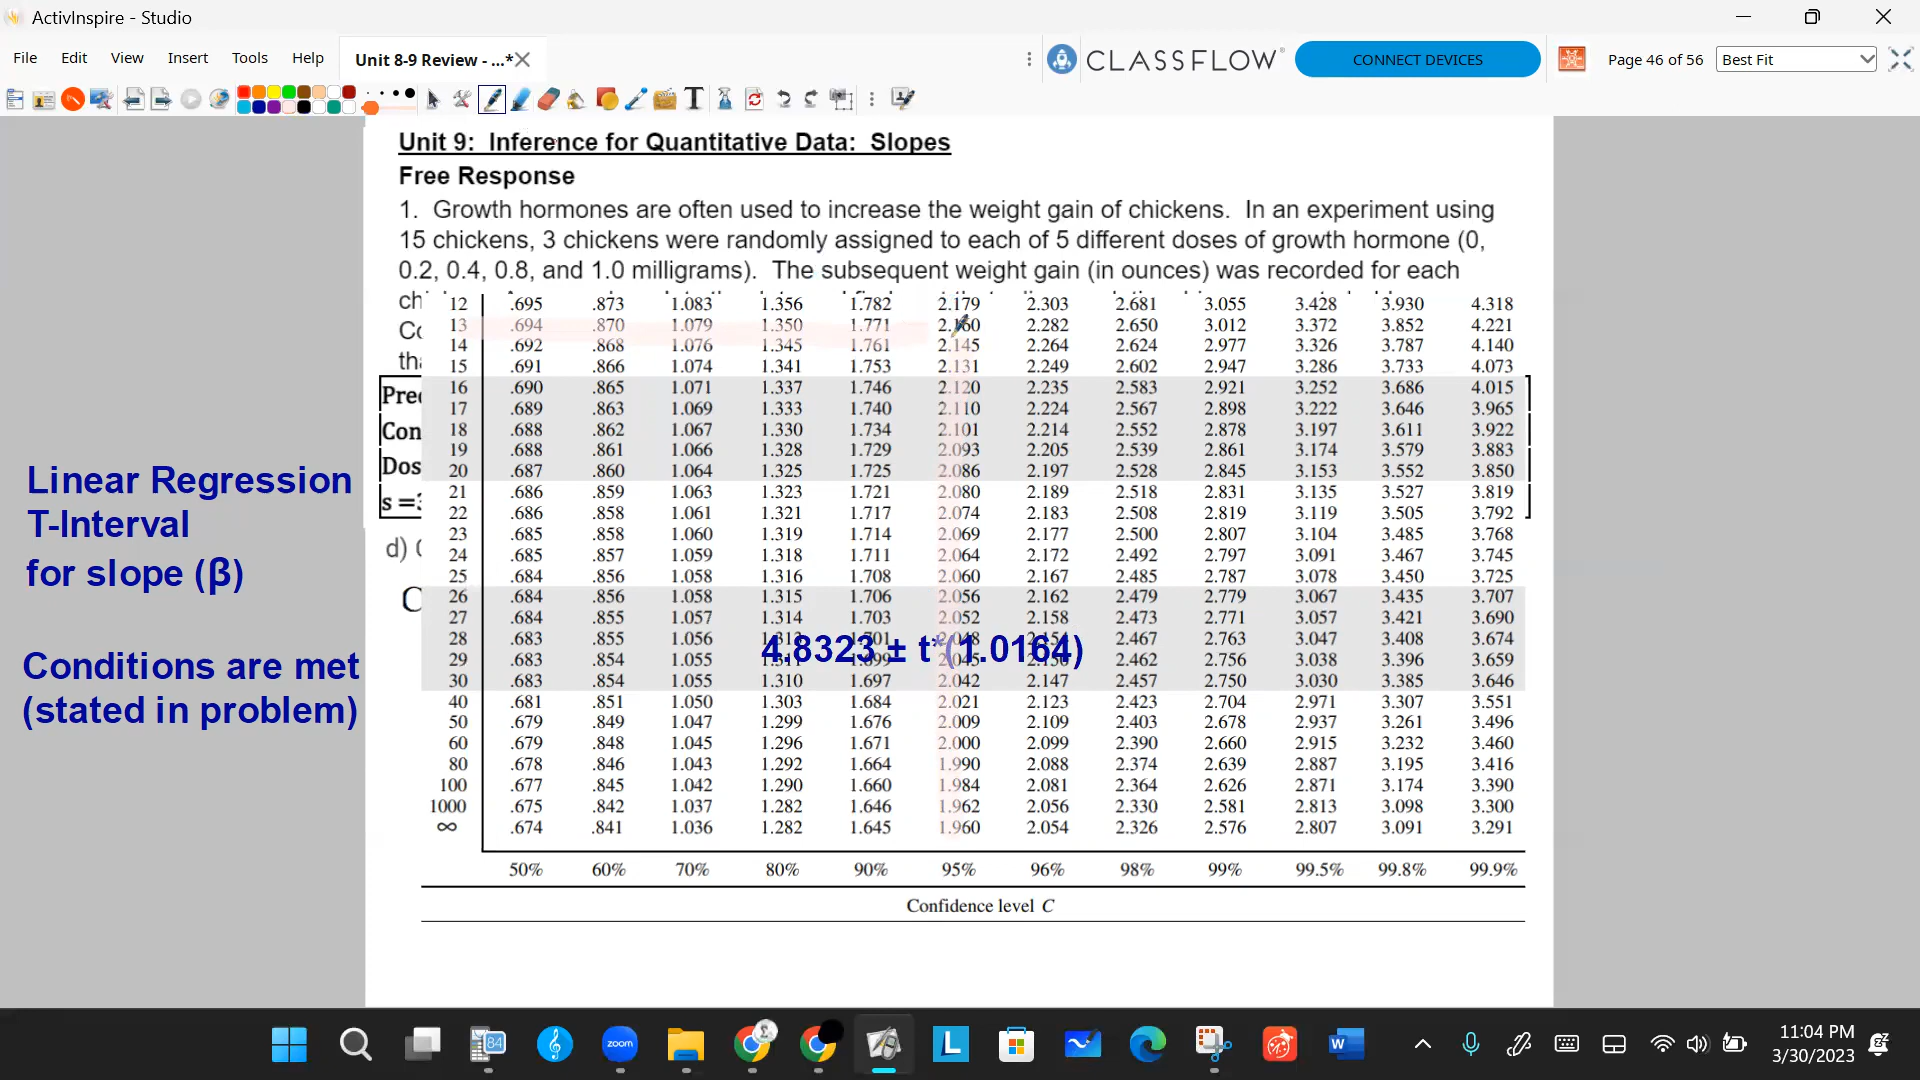 ActivInspire - Studio
File Edit View Insert Tools Help Unit 8-9 Review - ...* CLASSFLOW CONNECT DEVICES Page 46 of 56 Best Fit
Unit 9: Inference for Quantitative Data: Slopes
Free Response
1. Growth hormones are often used to increase the weight gain of chickens. In an experiment using
15 chickens, 3 chickens were randomly assigned to each of 5 different doses of growth hormone (0,
0.2, 0.4, 0.8, and 1.0 milligrams). The subsequent weight gain (in ounces) was recorded for each
12 .695 .873 1.083 1.356 1.782 2.179 2.303 2.681 3.055 3.428 3.930 4.318
13 .694 .870 1.079 1.350 1.771 2.160 2.282 2.650 3.012 3.372 3.852 4.221
14 .692 .868 1.076 1.345 1.761 2.145 2.264 2.624 2.977 3.326 3.787 4.140
15 .691 .866 1.074 1.341 1.753 2.131 2.249 2.602 2.947 3.286 3.733 4.073
16 .690 .865 1.071 1.337 1.746 2.120 2.235 2.583 2.921 3.252 3.686 4.015
17 .689 .863 1.069 1.333 1.740 2.110 2.224 2.567 2.898 3.222 3.646 3.965
18 .688 .862 1.067 1.330 1.734 2.101 2.214 2.552 2.878 3.197 3.611 3.922
19 .688 .861 1.066 1.328 1.729 2.093 2.205 2.539 2.861 3.174 3.579 3.883
20 .687 .860 1.064 1.325 1.725 2.086 2.197 2.528 2.845 3.153 3.552 3.850
21 .686 .859 1.063 1.323 1.721 2.080 2.189 2.518 2.831 3.135 3.527 3.819
22 .686 .858 1.061 1.321 1.717 2.074 2.183 2.508 2.819 3.119 3.505 3.792
23 .685 .858 1.060 1.319 1.714 2.069 2.177 2.500 2.807 3.104 3.485 3.768
24 .685 .857 1.059 1.318 1.711 2.064 2.172 2.492 2.797 3.091 3.467 3.745
25 .684 .856 1.058 1.316 1.708 2.060 2.167 2.485 2.787 3.078 3.450 3.725
26 .684 .856 1.058 1.315 1.706 2.056 2.162 2.479 2.779 3.067 3.435 3.707
27 .684 .855 1.057 1.314 1.703 2.052 2.158 2.473 2.771 3.057 3.421 3.690
28 .683 .855 1.056 2.467 2.763 3.047 3.408 3.674
29 .683 .854 1.055 2.462 2.756 3.038 3.396 3.659
30 .683 .854 1.055 1.310 1.697 2.042 2.147 2.457 2.750 3.030 3.385 3.646
40 .681 .851 1.050 1.303 1.684 2.021 2.123 2.423 2.704 2.971 3.307 3.551
50 .679 .849 1.047 1.299 1.676 2.009 2.109 2.403 2.678 2.937 3.261 3.496
60 .679 .848 1.045 1.296 1.671 2.000 2.099 2.390 2.660 2.915 3.232 3.460
80 .678 .846 1.043 1.292 1.664 1.990 2.088 2.374 2.639 2.887 3.195 3.416
100 .677 .845 1.042 1.290 1.660 1.984 2.081 2.364 2.626 2.871 3.174 3.390
1000 .675 .842 1.037 1.282 1.646 1.962 2.056 2.330 2.581 2.813 3.098 3.300
∞ .674 .841 1.036 1.282 1.645 1.960 2.054 2.326 2.576 2.807 3.091 3.291
50% 60% 70% 80% 90% 95% 96% 98% 99% 99.5% 99.8% 99.9%
Confidence level C
4.8323 ± t*(1.0164)
d)
Linear Regression
T-Interval
for slope (β)
Conditions are met
(stated in problem)
84
zoom
11:04 PM
3/30/2023